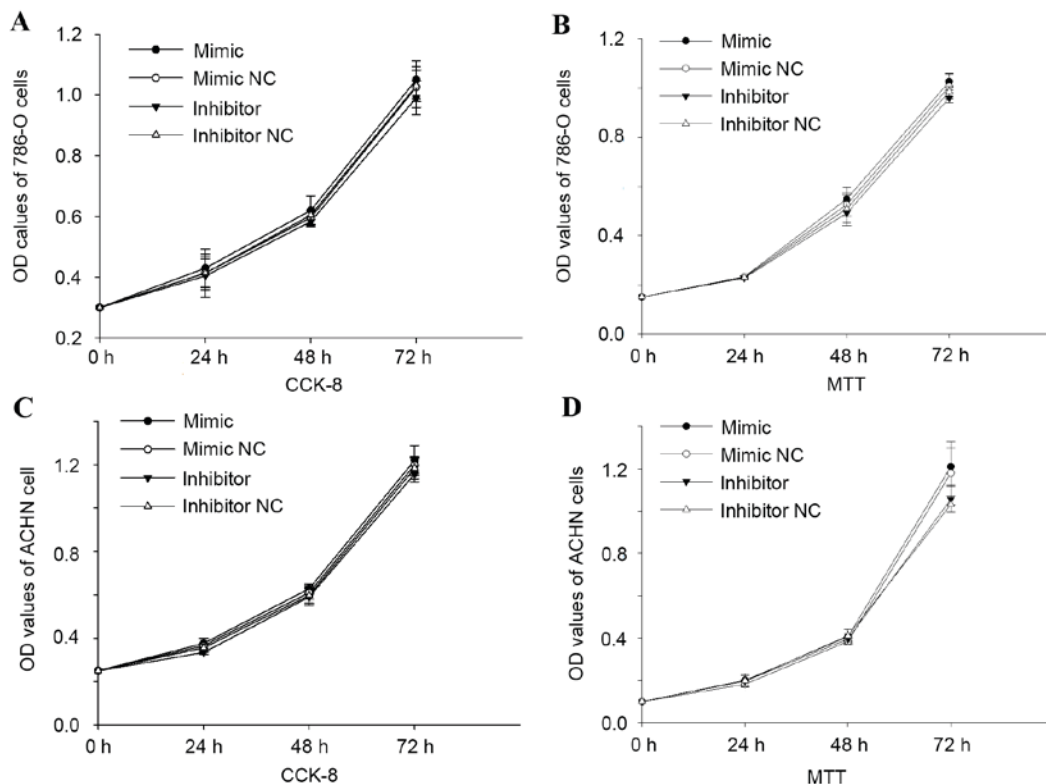 A
Mimic
Mimic NC
Inhibitor
Inhibitor NC
OD calues of 786-O cells
1.2
1.0
0.8
0.6
0.4
0.2
0 h 24 h 48 h 72 h
CCK-8
B
Mimic
Mimic NC
Inhibitor
Inhibitor NC
OD values of 786-O cells
1.2
0.8
0.4
0.0
0 h 24 h 48 h 72 h
MTT
C
Mimic
Mimic NC
Inhibitor
Inhibitor NC
OD values of ACHN cell
1.2
0.8
0.4
0.0
0 h 24 h 48 h 72 h
CCK-8
D
Mimic
Mimic NC
Inhibitor
Inhibitor NC
OD values of ACHN cells
1.2
0.8
0.4
0.0
0 h 24 h 48 h 72 h
MTT